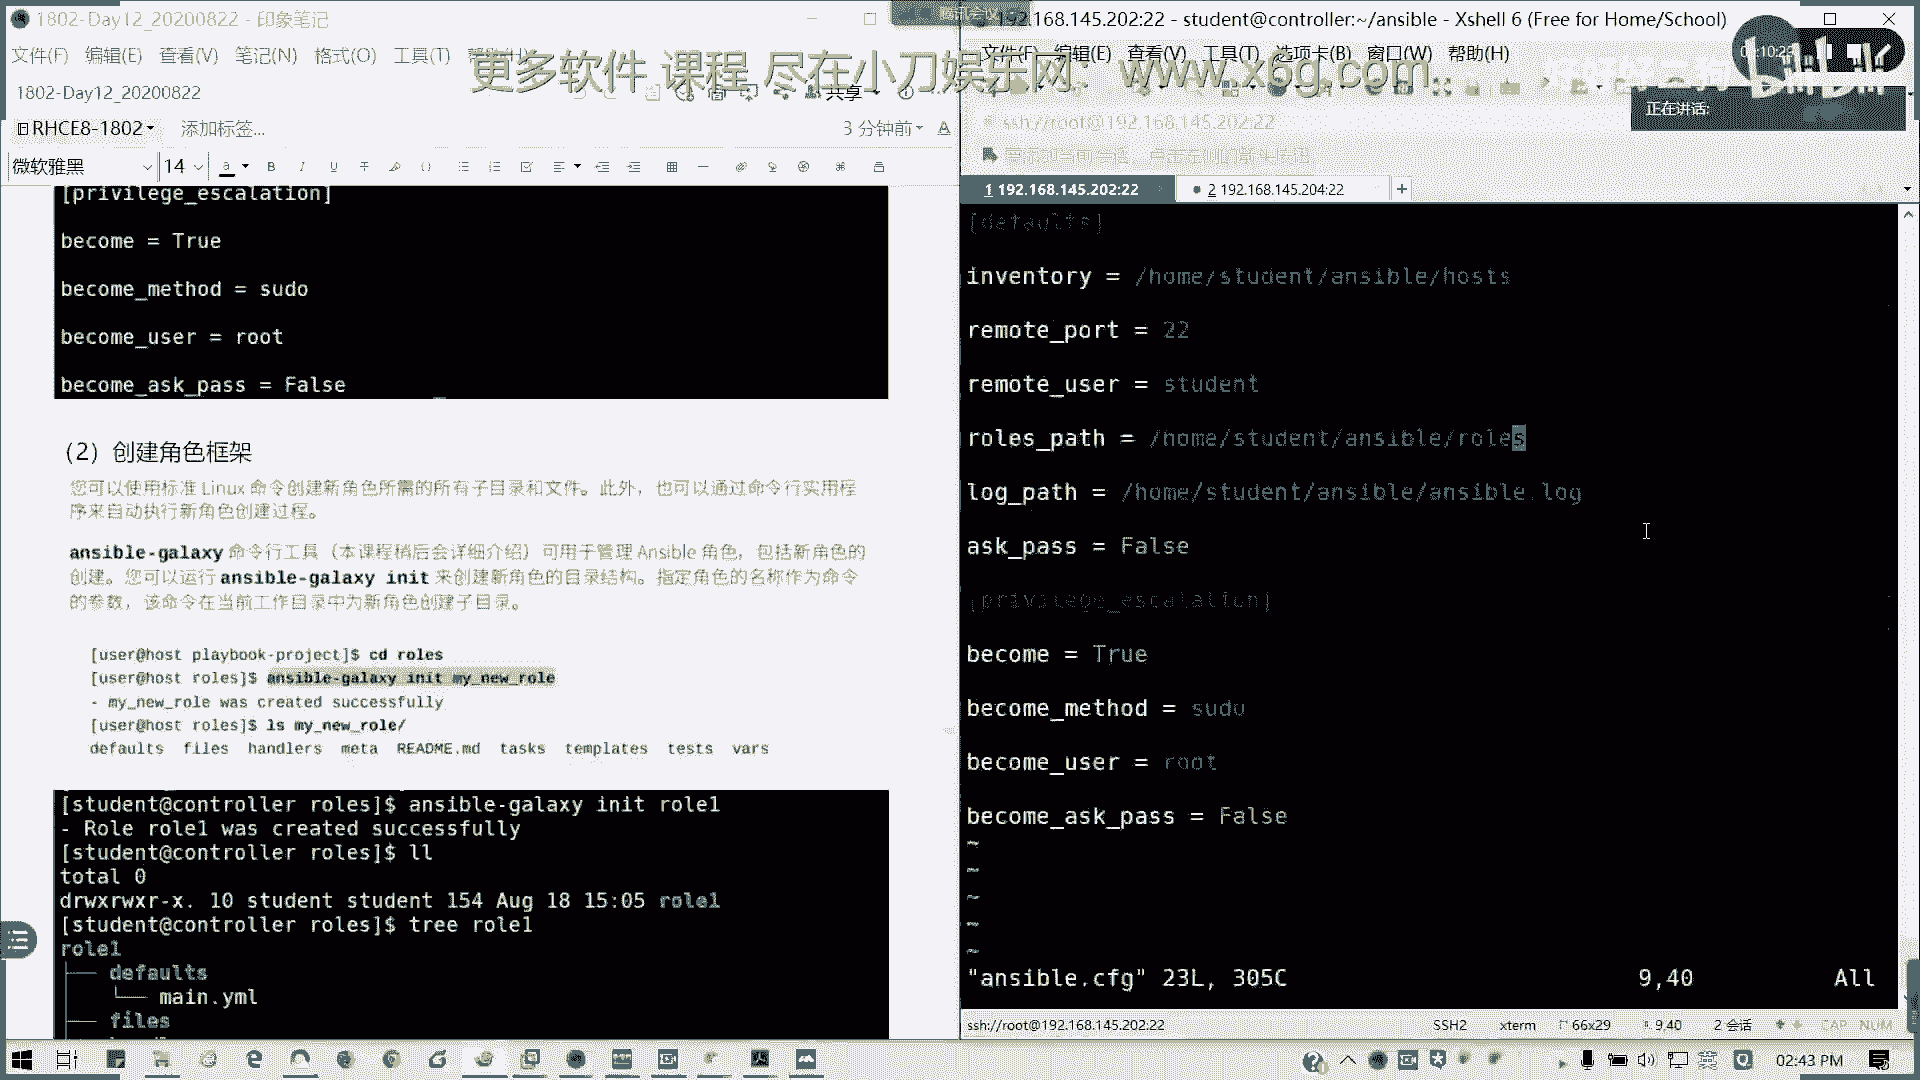 1802-Day12_20200822 - 印象笔记
文件(F) 编辑(E) 查看(V) 笔记(N) 格式(O) 工具(T)
1802-Day12_20200822
共享
RHCE8-1802
添加标签...
3 分钟前
微软雅黑
14
[privilege_escalation]
become = True
become_method = sudo
become_user = root
become_ask_pass = False
（2）创建角色框架
您可以使用标准 Linux 命令创建新角色所需的所有子目录和文件。此外，也可以通过命令行实用程
序来自动执行新角色创建过程。
ansible-galaxy 命令行工具（本课程稍后会详细介绍）可用于管理 Ansible 角色，包括新角色的
创建。您可以运行 ansible-galaxy init 来创建新角色的目录结构。指定角色的名称作为命令
的参数，该命令在当前工作目录中为新角色创建子目录。
[user@host playbook-project]$ cd roles
[user@host roles]$ ansible-galaxy init my_new_role
- my_new_role was created successfully
[user@host roles]$ ls my_new_role/
defaults files handlers meta README.md tasks templates tests vars
[student@controller roles]$ ansible-galaxy init role1
- Role role1 was created successfully
[student@controller roles]$ ll
total 0
drwxrwxr-x. 10 student student 154 Aug 18 15:05 role1
[student@controller roles]$ tree role1
role1
├── defaults
│   └── main.yml
├── files
更多软件 课程 尽在小刀娱乐网：www.x6g.com
192.168.145.202:22 - student@controller:~/ansible - Xshell 6 (Free for Home/School)
文件(F) 编辑(E) 查看(V) 工具(T) 选项卡(B) 窗口(W) 帮助(H)
正在讲话:
ssh://root@192.168.145.202:22
1 192.168.145.202:22
2 192.168.145.204:22
[defaults]
inventory = /home/student/ansible/hosts
remote_port = 22
remote_user = student
roles_path = /home/student/ansible/roles
log_path = /home/student/ansible/ansible.log
ask_pass = False
[privilege_escalation]
become = True
become_method = sudo
become_user = root
become_ask_pass = False
~
~
~
~
~
"ansible.cfg" 23L, 305C 9,40 All
ssh://root@192.168.145.202:22 SSH2 xterm 66x29 9,40 2 会话 CAP NUM
英
02:43 PM